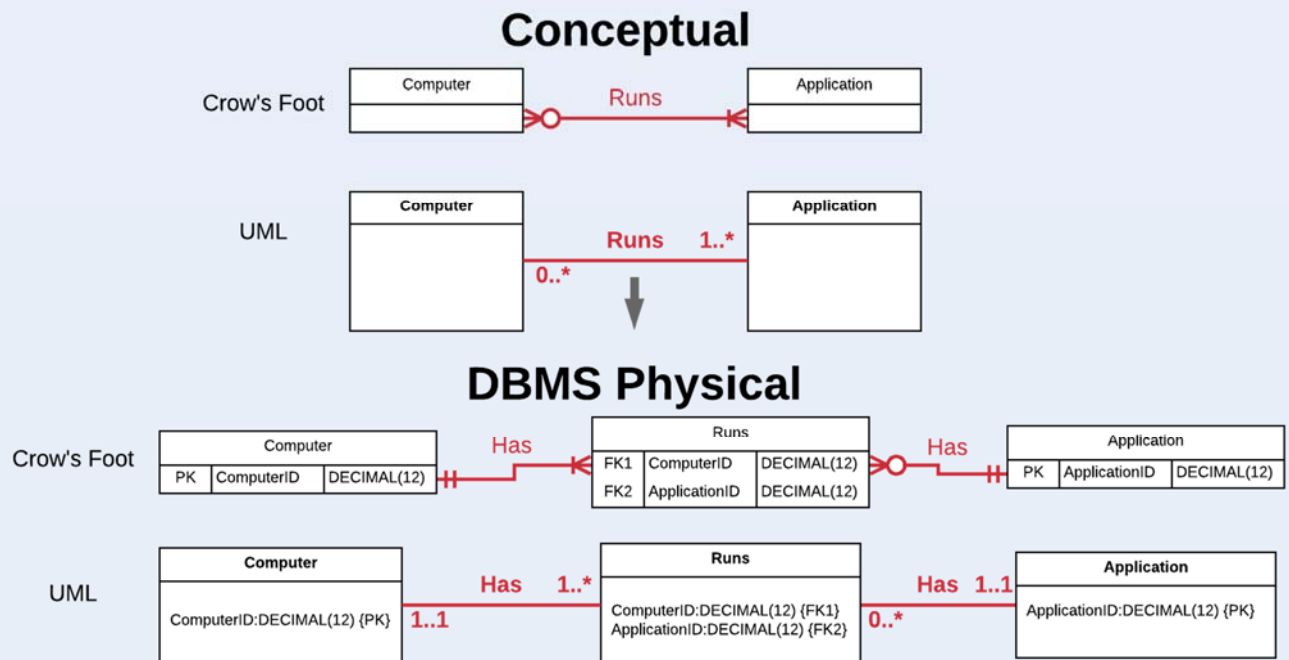 Conceptual
Crow's Foot
Computer
Runs
Application
UML
Computer
Runs 1..*
0..*
Application
DBMS Physical
Crow's Foot
Computer
PK ComputerID DECIMAL(12)
Has
Runs
FK1 ComputerID DECIMAL(12)
FK2 ApplicationID DECIMAL(12)
Has
Application
PK ApplicationID DECIMAL(12)
UML
Computer
ComputerID:DECIMAL(12) {PK}
Has 1..*
1..1
Runs
ComputerID:DECIMAL(12) {FK1}
ApplicationID:DECIMAL(12) {FK2}
Has 1..1
0..*
Application
ApplicationID:DECIMAL(12) {PK}